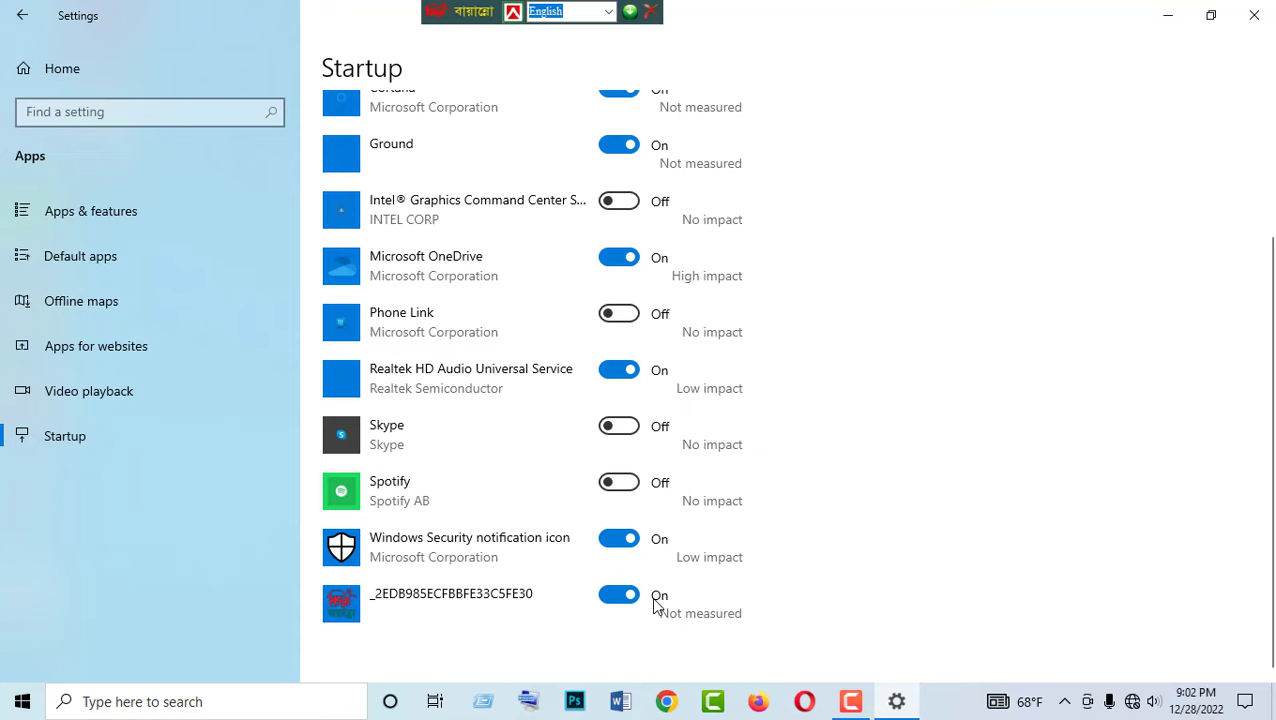 Settings
বিজয় বায়ান্নো
English
Home
Find a setting
Apps
Apps & features
Default apps
Offline maps
Apps for websites
Video playback
Startup
Startup
Cortana
On
Microsoft Corporation
Not measured
Ground
On
Not measured
Intel® Graphics Command Center S...
Off
INTEL CORP
No impact
Microsoft OneDrive
On
Microsoft Corporation
High impact
Phone Link
Off
Microsoft Corporation
No impact
Realtek HD Audio Universal Service
On
Realtek Semiconductor
Low impact
Skype
Off
Skype
No impact
Spotify
Off
Spotify AB
No impact
Windows Security notification icon
On
Microsoft Corporation
Low impact
_2EDB985ECFBBFE33C5FE30
On
Not measured
Type here to search
Ps
68°F
9:02 PM
12/28/2022